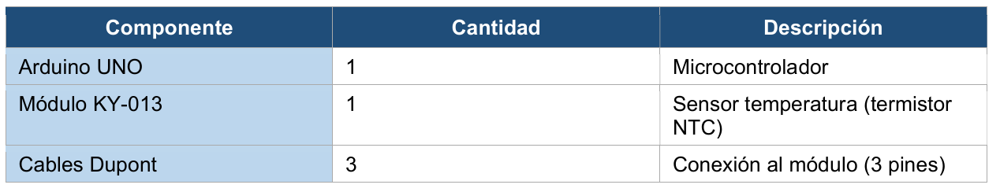 Componente Cantidad Descripción
Arduino UNO 1 Microcontrolador
Módulo KY-013 1 Sensor temperatura (termistor
NTC)
Cables Dupont 3 Conexión al módulo (3 pines)